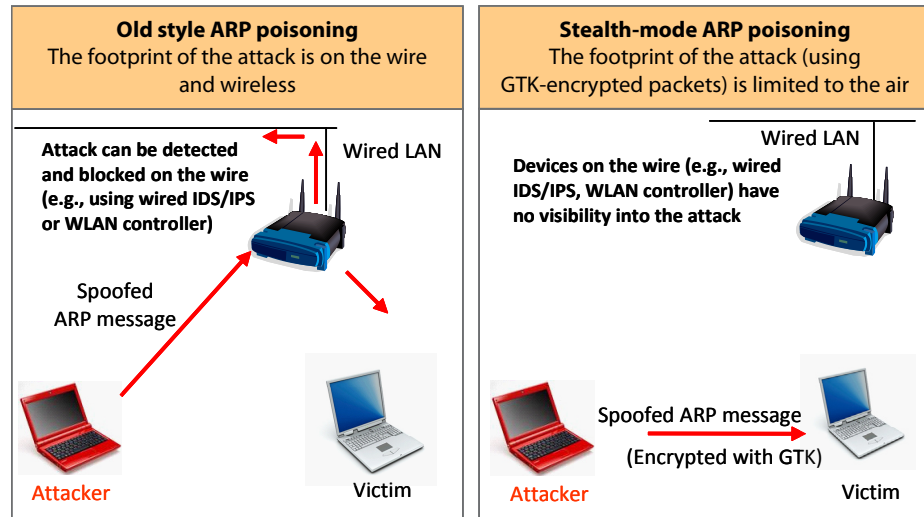 Old style ARP poisoning
The footprint of the attack is on the wire
and wireless
Attack can be detected
and blocked on the wire
(e.g., using wired IDS/IPS
or WLAN controller)
Wired LAN
Spoofed
ARP message
Attacker
Victim
Stealth-mode ARP poisoning
The footprint of the attack (using
GTK-encrypted packets) is limited to the air
Wired LAN
Devices on the wire (e.g., wired
IDS/IPS, WLAN controller) have
no visibility into the attack
Spoofed ARP message
(Encrypted with GTK)
Attacker
Victim